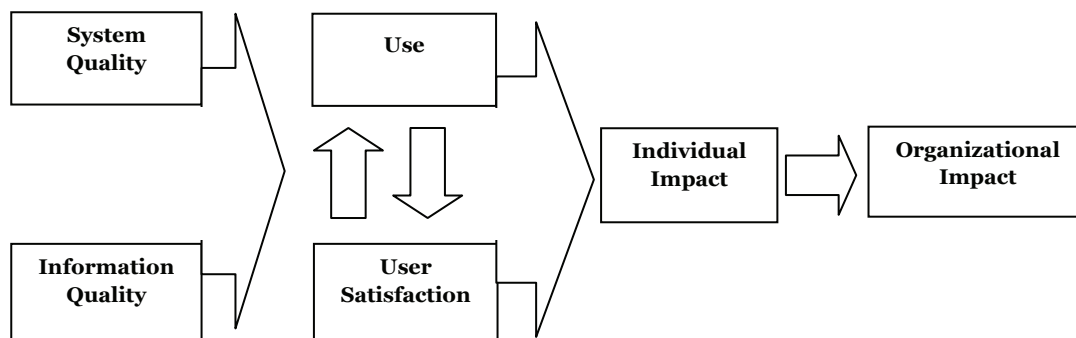 System
Quality
Use
Individual
Impact
Organizational
Impact
Information
Quality
User
Satisfaction